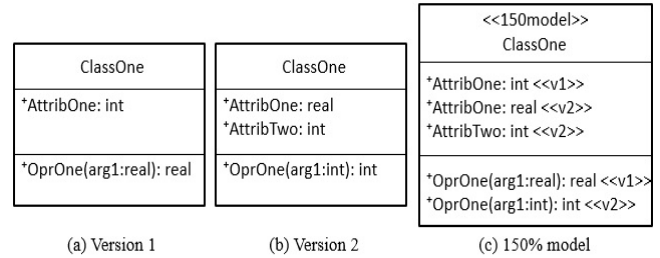 ClassOne
+AttribOne: int
+OprOne(arg1:real): real
(a) Version 1
ClassOne
+AttribOne: real
+AttribTwo: int
+OprOne(arg1:int): int
(b) Version 2
<<150model>>
ClassOne
+AttribOne: int <<v1>>
+AttribOne: real <<v2>>
+AttribTwo: int <<v2>>
+OprOne(arg1:real): real <<v1>>
+OprOne(arg1:int): int <<v2>>
(c) 150% model